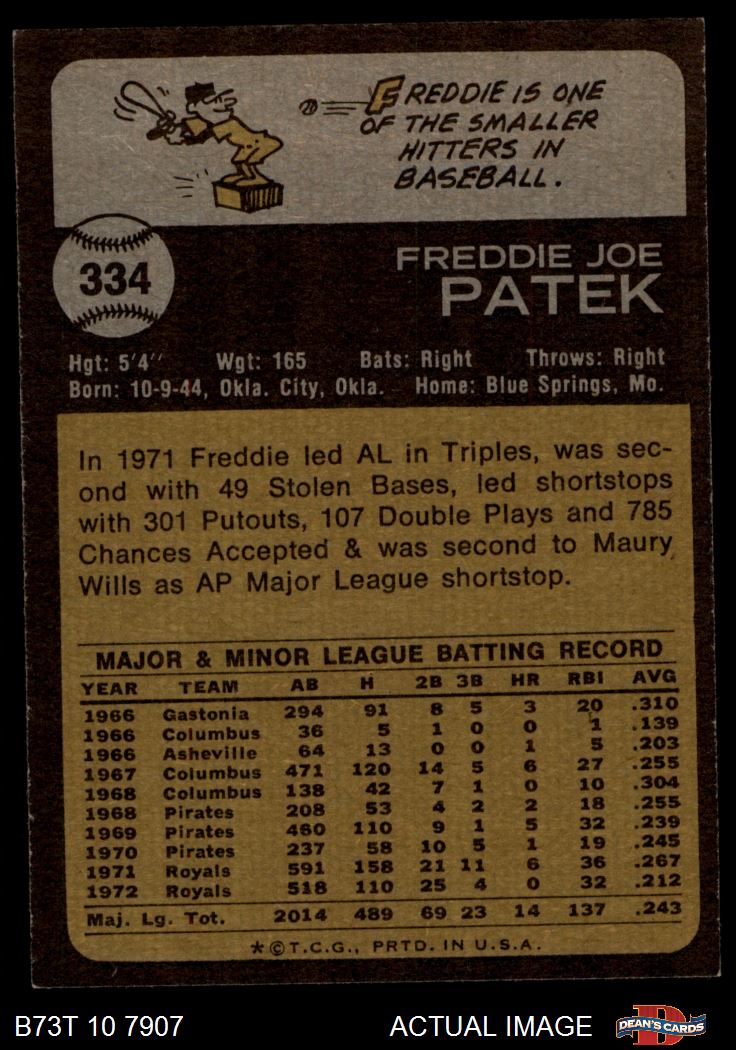 FREDDIE IS ONE
OF THE SMALLER
HITTERS IN
BASEBALL.
334
FREDDIE JOE
PATEK
Hgt: 5'4" Wgt: 165 Bats: Right Throws: Right
Born: 10-9-44, Okla. City, Okla. Home: Blue Springs, Mo.
In 1971 Freddie led AL in Triples, was sec-
ond with 49 Stolen Bases, led shortstops
with 301 Putouts, 107 Double Plays and 785
Chances Accepted & was second to Maury
Wills as AP Major League shortstop.
MAJOR & MINOR LEAGUE BATTING RECORD
YEAR TEAM AB H 2B 3B HR RBI AVG
1966 Gastonia 294 91 8 5 3 20 .310
1966 Columbus 36 5 1 0 0 1 .139
1966 Asheville 64 13 0 0 1 5 .203
1967 Columbus 471 120 14 5 6 27 .255
1968 Columbus 138 42 7 1 0 10 .304
1968 Pirates 208 53 4 2 2 18 .255
1969 Pirates 460 110 9 1 5 32 .239
1970 Pirates 237 58 10 5 1 19 .245
1971 Royals 591 158 21 11 6 36 .267
1972 Royals 518 110 25 4 0 32 .212
Maj. Lg. Tot. 2014 489 69 23 14 137 .243
*©T.C.G., PRTD. IN U.S.A.
B73T 10 7907 ACTUAL IMAGE
D
DEAN'S CARDS